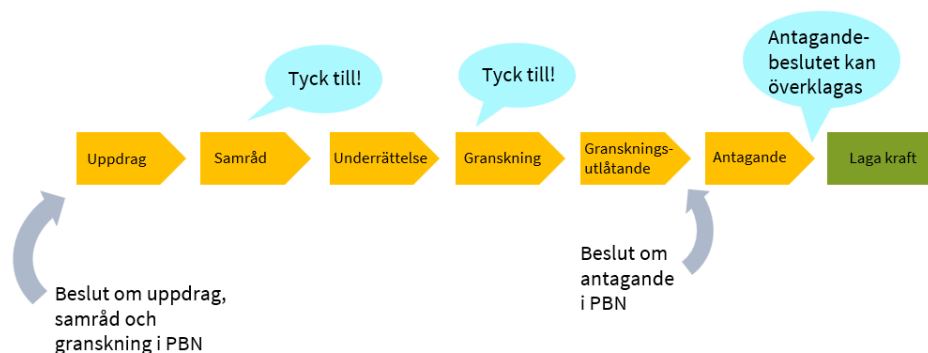 Tyck till!
Tyck till!
Antagande-
beslutet kan
överklagas
Uppdrag
Samråd
Underrättelse
Granskning
Gransknings-
utlåtande
Antagande
Laga kraft
Beslut om uppdrag,
samråd och
granskning i PBN
Beslut om
antagande
i PBN